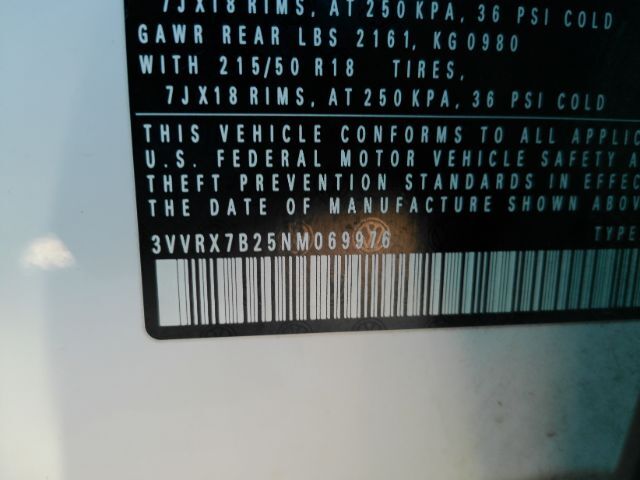 7JX18 RIMS, AT 250 KPA, 36 PSI COLD
GAWR REAR LBS 2161, KG0980
WITH 215/50 R18 TIRES,
7JX18 RIMS, AT 250 KPA, 36 PSI COLD
THIS VEHICLE CONFORMS TO ALL APPLIC
U.S. FEDERAL MOTOR VEHICLE SAFETY A
THEFT PREVENTION STANDARDS IN EFFEC
THE DATE OF MANUFACTURE SHOWN ABOV
3VVRX7B25NM069976 TYPE